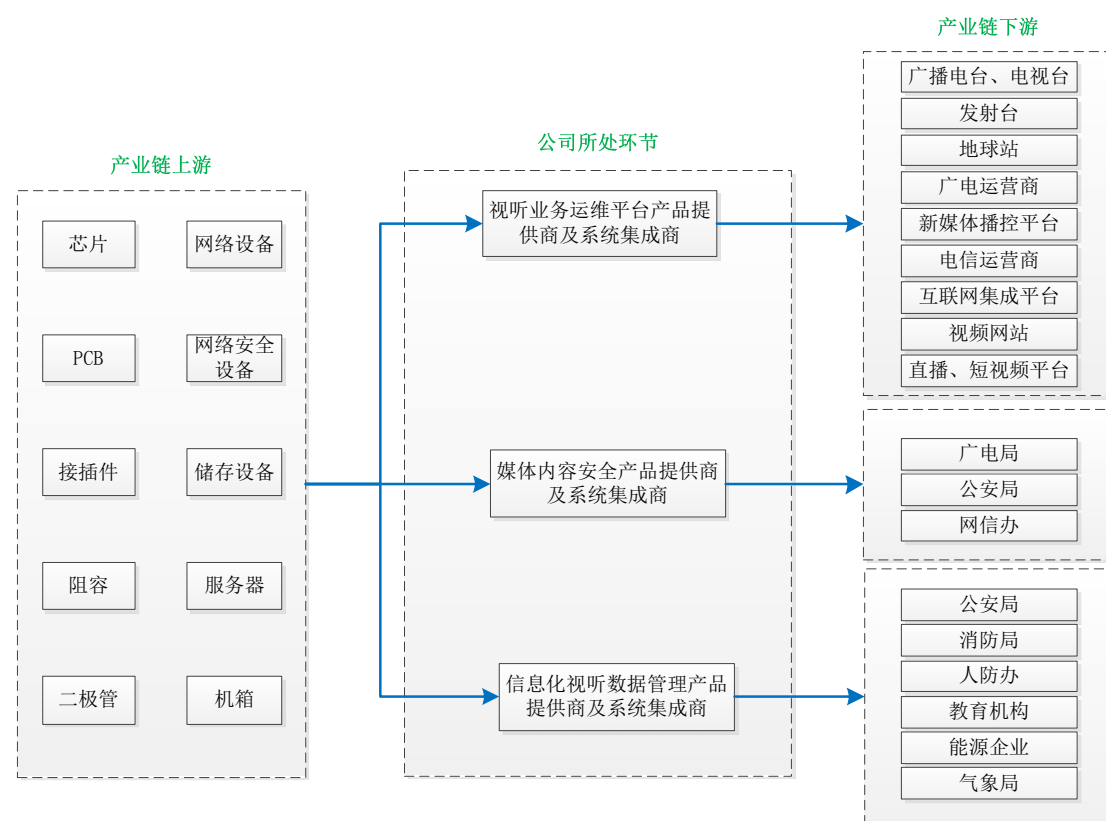 产业链上游
芯片
网络设备
PCB
网络安全
设备
接插件
储存设备
阻容
服务器
二极管
机箱
公司所处环节
视听业务运维平台产品提
供商及系统集成商
媒体内容安全产品提供商
及系统集成商
信息化视听数据管理产品
提供商及系统集成商
产业链下游
广播电台、电视台
发射台
地球站
广电运营商
新媒体播控平台
电信运营商
互联网集成平台
视频网站
直播、短视频平台
广电局
公安局
网信办
公安局
消防局
人防办
教育机构
能源企业
气象局